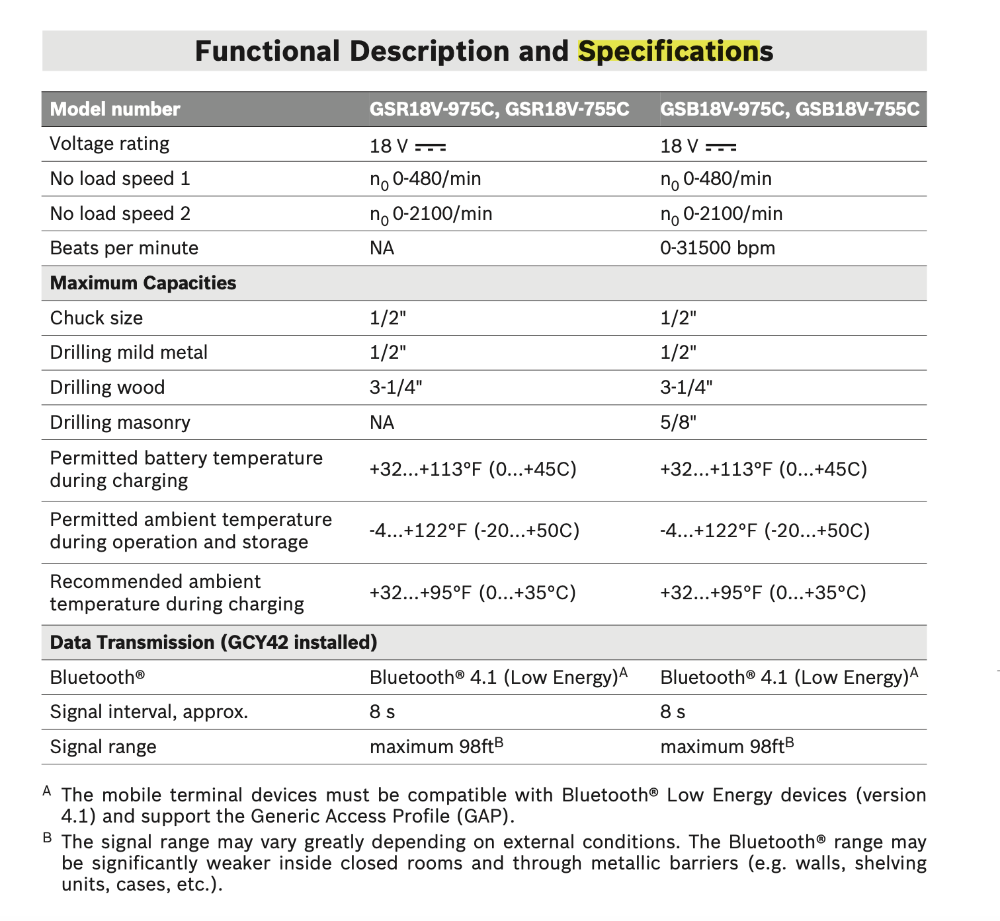 Functional Description and Specifications
Model number GSR18V-975C, GSR18V-755C GSB18V-975C, GSB18V-755C
Voltage rating 18 V ⎓ 18 V ⎓
No load speed 1 n₀ 0-480/min n₀ 0-480/min
No load speed 2 n₀ 0-2100/min n₀ 0-2100/min
Beats per minute NA 0-31500 bpm
Maximum Capacities
Chuck size 1/2" 1/2"
Drilling mild metal 1/2" 1/2"
Drilling wood 3-1/4" 3-1/4"
Drilling masonry NA 5/8"
Permitted battery temperature
during charging +32...+113°F (0...+45C) +32...+113°F (0...+45C)
Permitted ambient temperature
during operation and storage -4...+122°F (-20...+50C) -4...+122°F (-20...+50C)
Recommended ambient
temperature during charging +32...+95°F (0...+35°C) +32...+95°F (0...+35°C)
Data Transmission (GCY42 installed)
Bluetooth® Bluetooth® 4.1 (Low Energy)ᴬ Bluetooth® 4.1 (Low Energy)ᴬ
Signal interval, approx. 8 s 8 s
Signal range maximum 98ftᴮ maximum 98ftᴮ
ᴬ The mobile terminal devices must be compatible with Bluetooth® Low Energy devices (version
4.1) and support the Generic Access Profile (GAP).
ᴮ The signal range may vary greatly depending on external conditions. The Bluetooth® range may
be significantly weaker inside closed rooms and through metallic barriers (e.g. walls, shelving
units, cases, etc.).